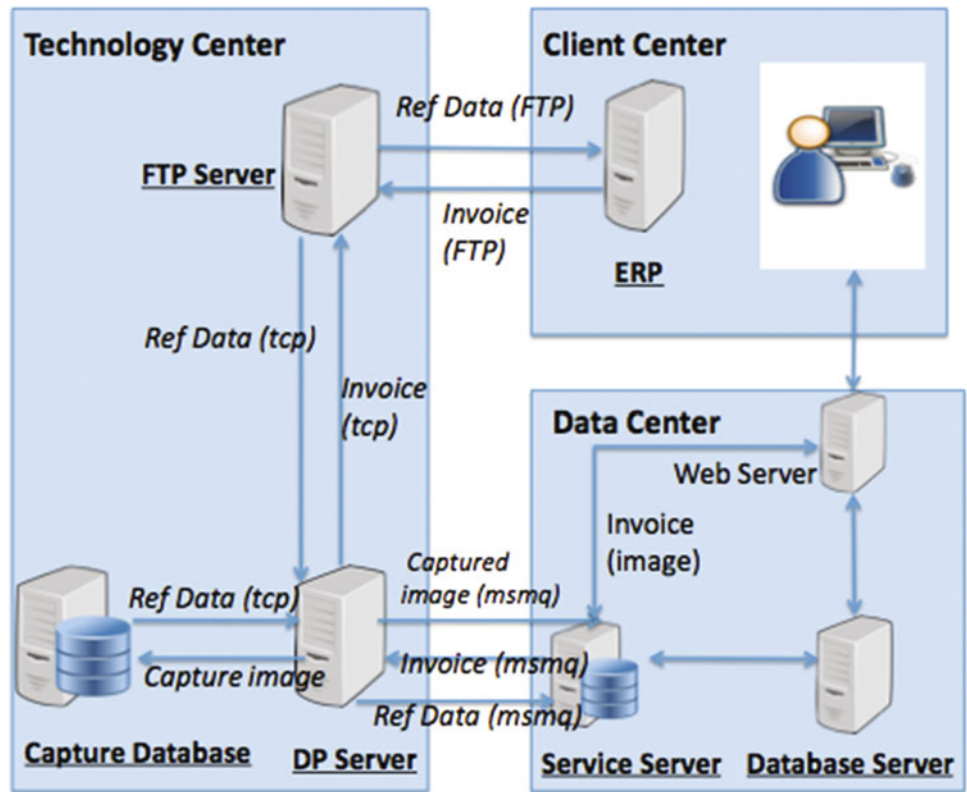 Technology Center
Client Center
Ref Data (FTP)
FTP Server
Invoice
(FTP)
ERP
Ref Data (tcp)
Invoice
(tcp)
Data Center
Web Server
Invoice
(image)
Captured
image (msmq)
Ref Data (tcp)
Invoice (msmq)
Capture image
Ref Data (msmq)
Capture Database
DP Server
Service Server
Database Server